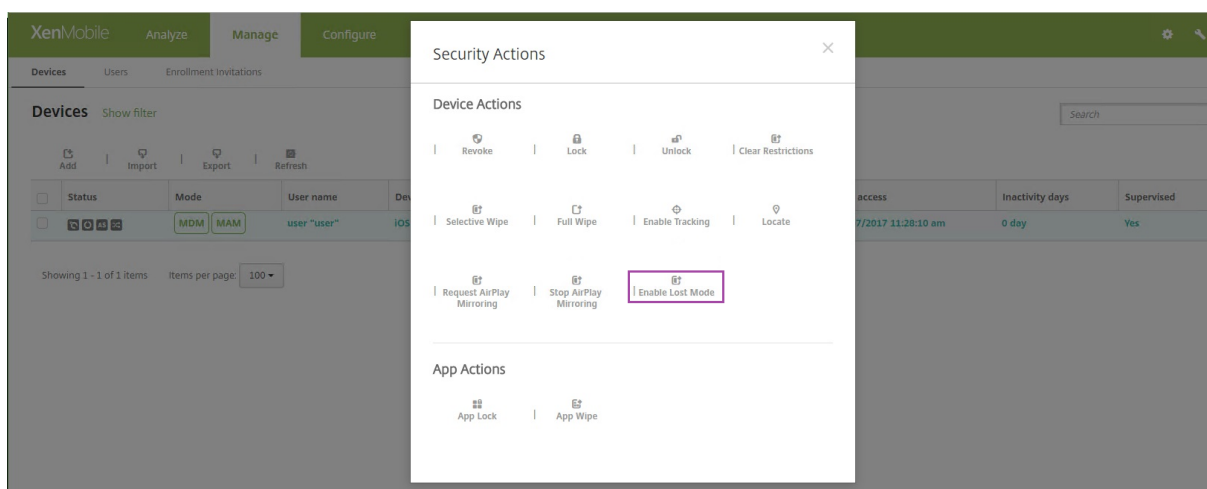 XenMobile Analyze Manage Configure
Devices Users Enrollment Invitations
Devices Show filter
Search
Add | Import | Export | Refresh
Status Mode User name Dev access Inactivity days Supervised
MDM MAM user "user" iOS 7/2017 11:28:10 am 0 day Yes
Showing 1 - 1 of 1 items Items per page: 100
Security Actions
Device Actions
Revoke | Lock | Unlock | Clear Restrictions
Selective Wipe | Full Wipe | Enable Tracking | Locate
Request AirPlay Mirroring | Stop AirPlay Mirroring | Enable Lost Mode
App Actions
App Lock | App Wipe